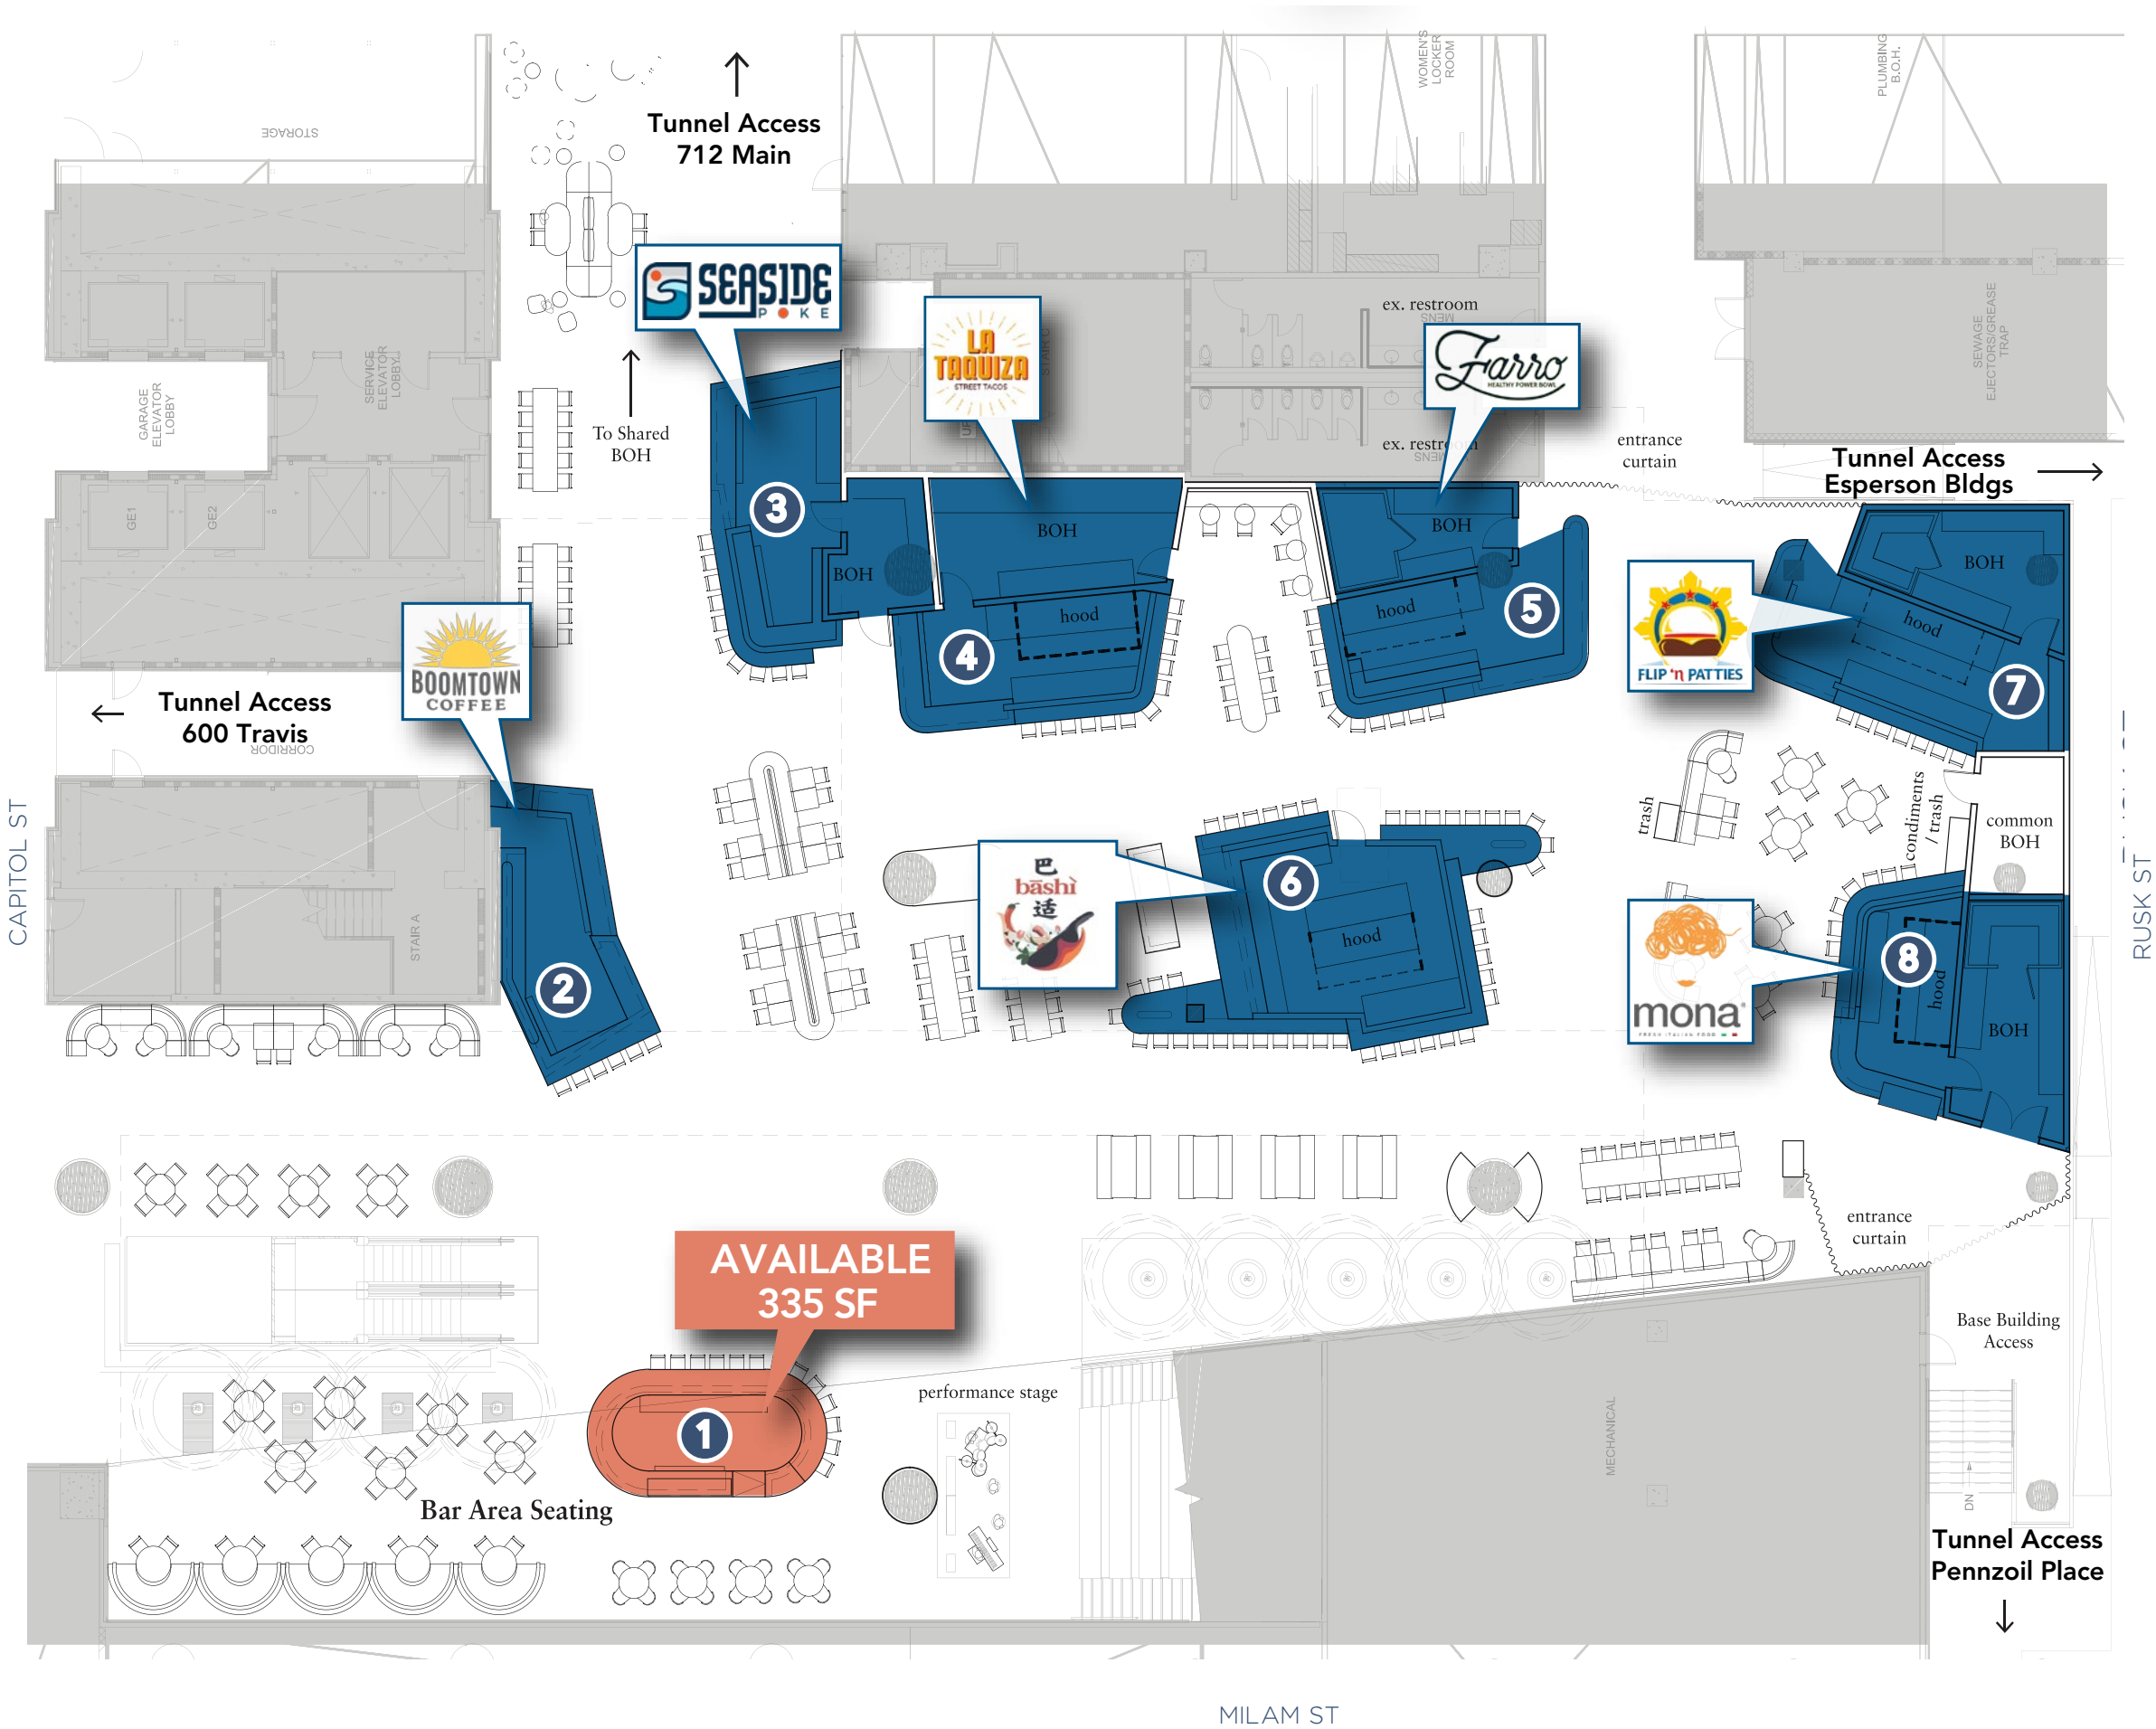 WOMEN'S
LOCKER
ROOM
PLUMBING
B.O.H.
STORAGE
Tunnel Access
712 Main
SEASIDE
POKE
LA
TAQUIZA
STREET TACOS
ex. restroom
MENS
Farro
HEALTHY POWER BOWL
SEWAGE
EJECTORS/GREASE
TRAP
SERVICE
ELEVATOR
LOBBY
GARAGE
ELEVATOR
LOBBY
To Shared
BOH
UP
ex. restroom
entrance
curtain
Tunnel Access
Esperson Bldgs
GE1
GE2
3
BOH
BOH
BOH
BOH
hood
4
hood
5
hood
7
FLIP 'n PATTIES
BOOMTOWN
COFFEE
Tunnel Access
600 Travis
CORRIDOR
CAPITOL ST
STAIR A
2
巴
bāshì
适
6
hood
trash
condiments
/ trash
common
BOH
RUSK ST
mona
FRESH ITALIAN FOOD
8
hood
BOH
AVAILABLE
335 SF
1
entrance
curtain
Base Building
Access
performance stage
MECHANICAL
Bar Area Seating
DN
Tunnel Access
Pennzoil Place
MILAM ST